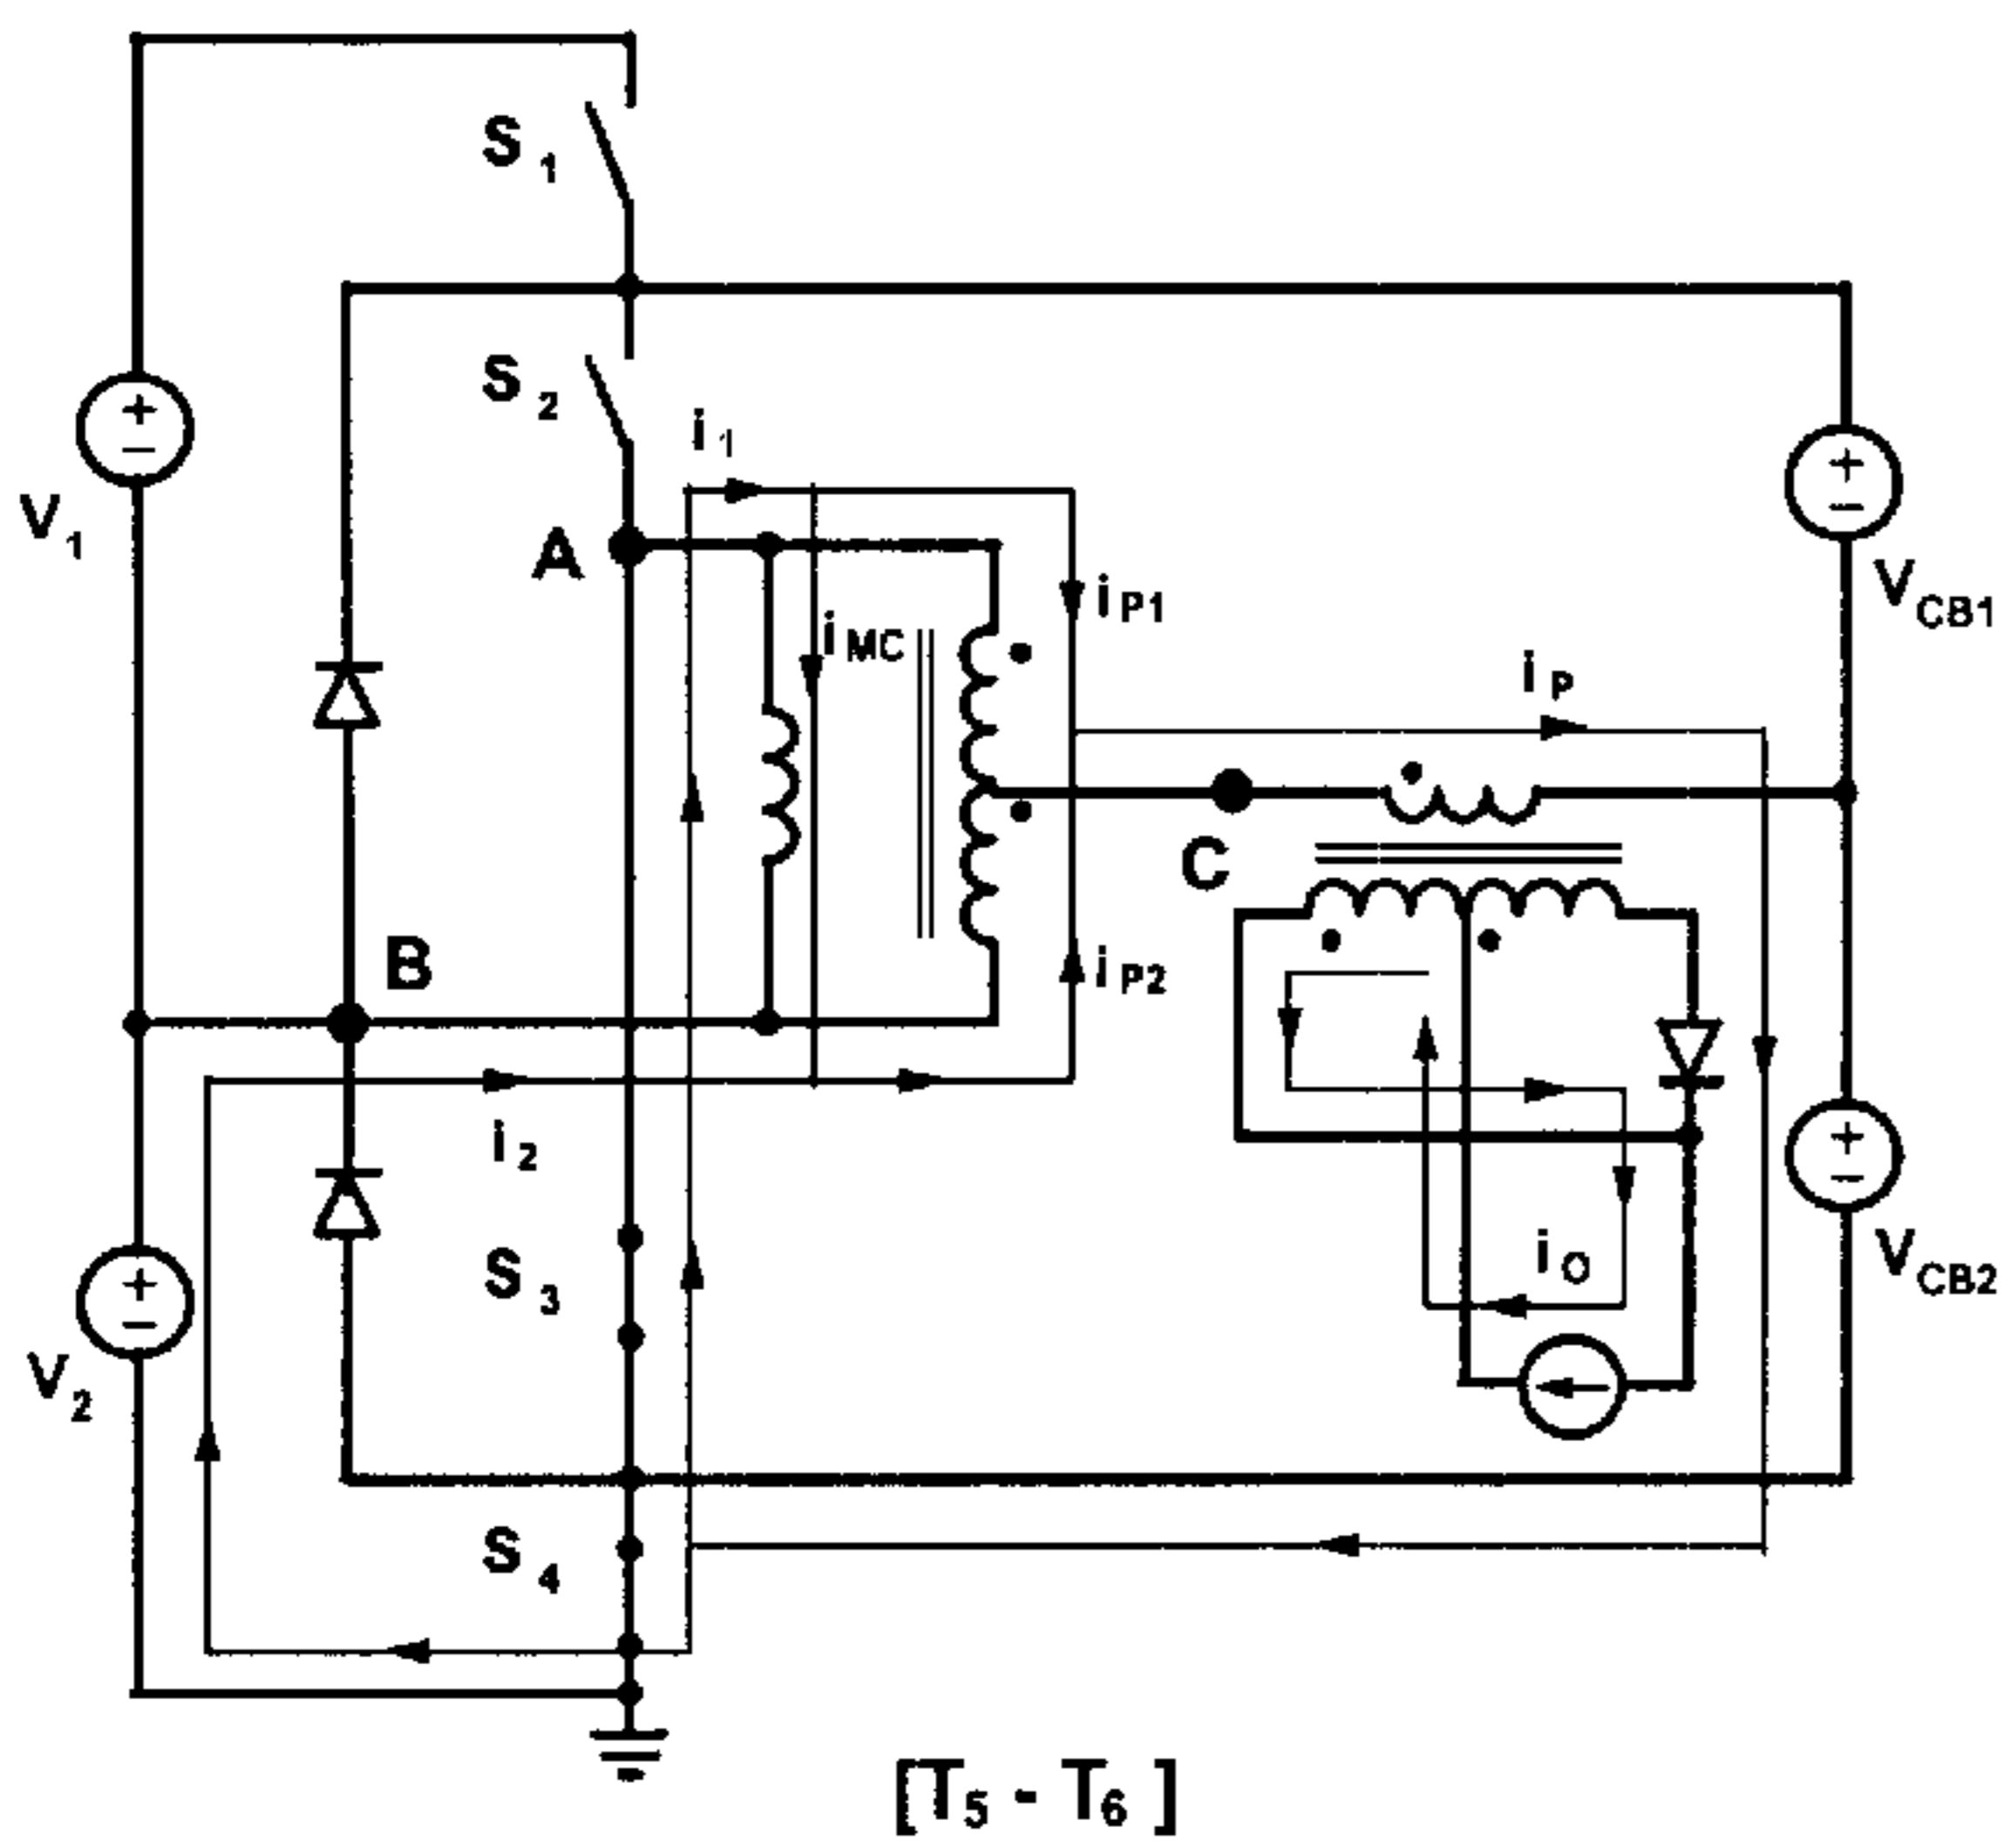 S1
S2
i1
V1
A
iP1
VCB1
iMC
iP
C
B
iP2
i2
S3
iO
VCB2
V2
S4
[T5 - T6 ]